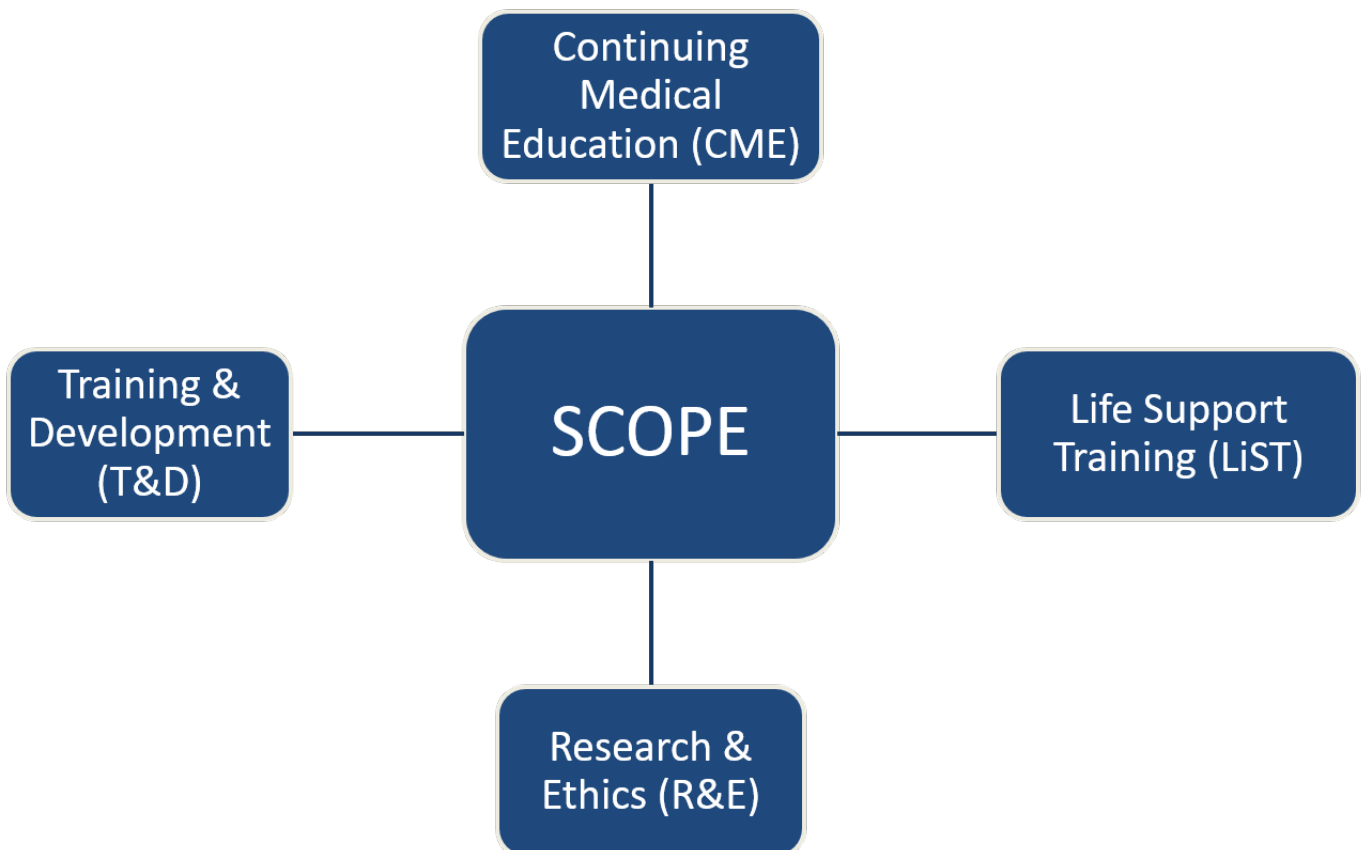 Continuing
Medical
Education (CME)
Training &
Development
(T&D)
SCOPE
Life Support
Training (LiST)
Research &
Ethics (R&E)